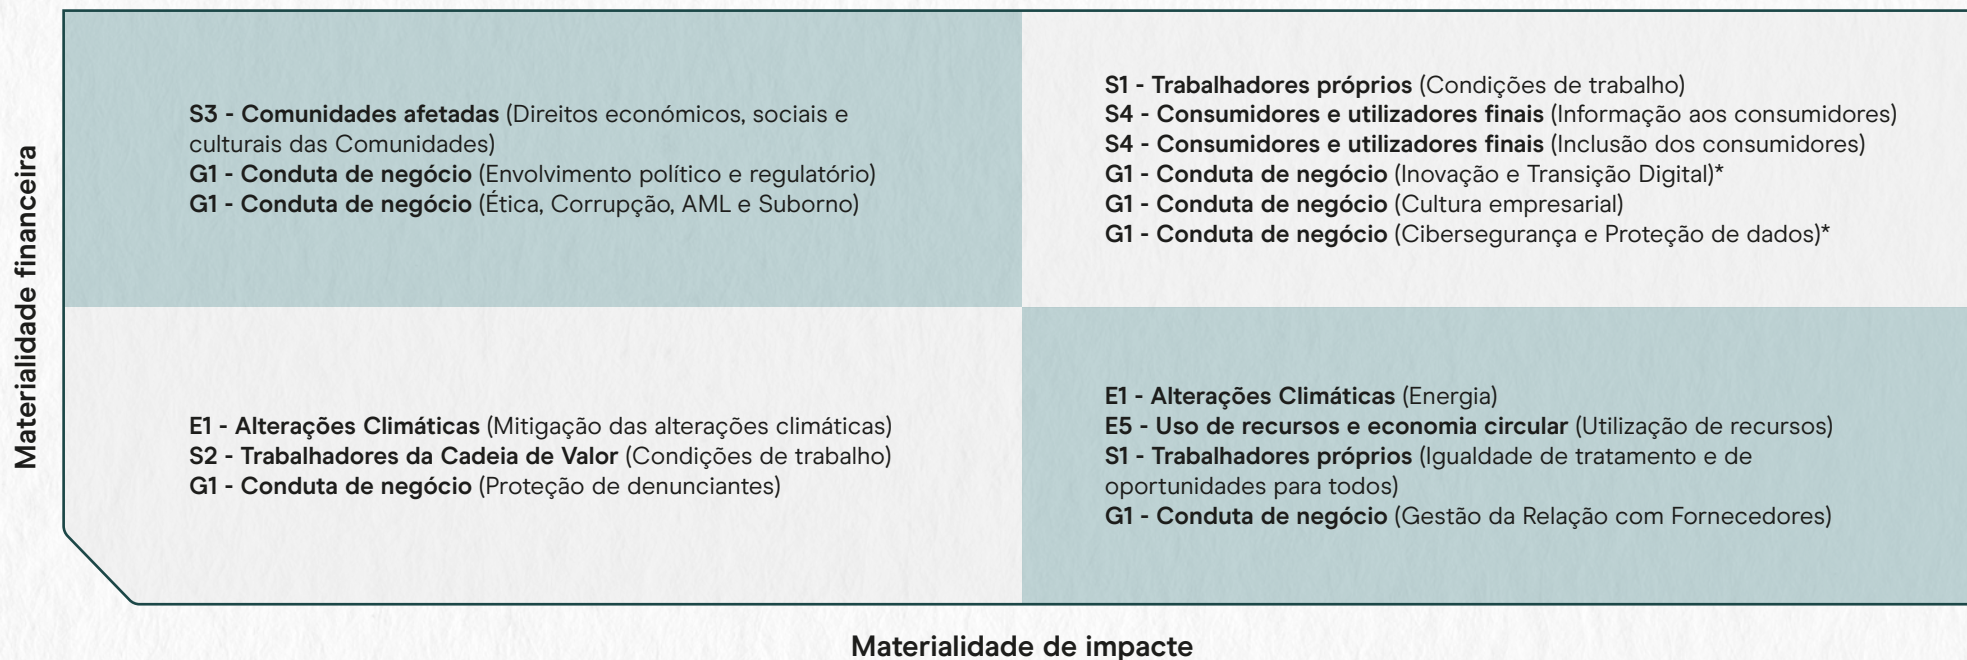 Materialidade financeira
S3 - Comunidades afetadas (Direitos económicos, sociais e
culturais das Comunidades)
G1 - Conduta de negócio (Envolvimento político e regulatório)
G1 - Conduta de negócio (Ética, Corrupção, AML e Suborno)
S1 - Trabalhadores próprios (Condições de trabalho)
S4 - Consumidores e utilizadores finais (Informação aos consumidores)
S4 - Consumidores e utilizadores finais (Inclusão dos consumidores)
G1 - Conduta de negócio (Inovação e Transição Digital)*
G1 - Conduta de negócio (Cultura empresarial)
G1 - Conduta de negócio (Cibersegurança e Proteção de dados)*
E1 - Alterações Climáticas (Mitigação das alterações climáticas)
S2 - Trabalhadores da Cadeia de Valor (Condições de trabalho)
G1 - Conduta de negócio (Proteção de denunciantes)
E1 - Alterações Climáticas (Energia)
E5 - Uso de recursos e economia circular (Utilização de recursos)
S1 - Trabalhadores próprios (Igualdade de tratamento e de
oportunidades para todos)
G1 - Conduta de negócio (Gestão da Relação com Fornecedores)
Materialidade de impacte